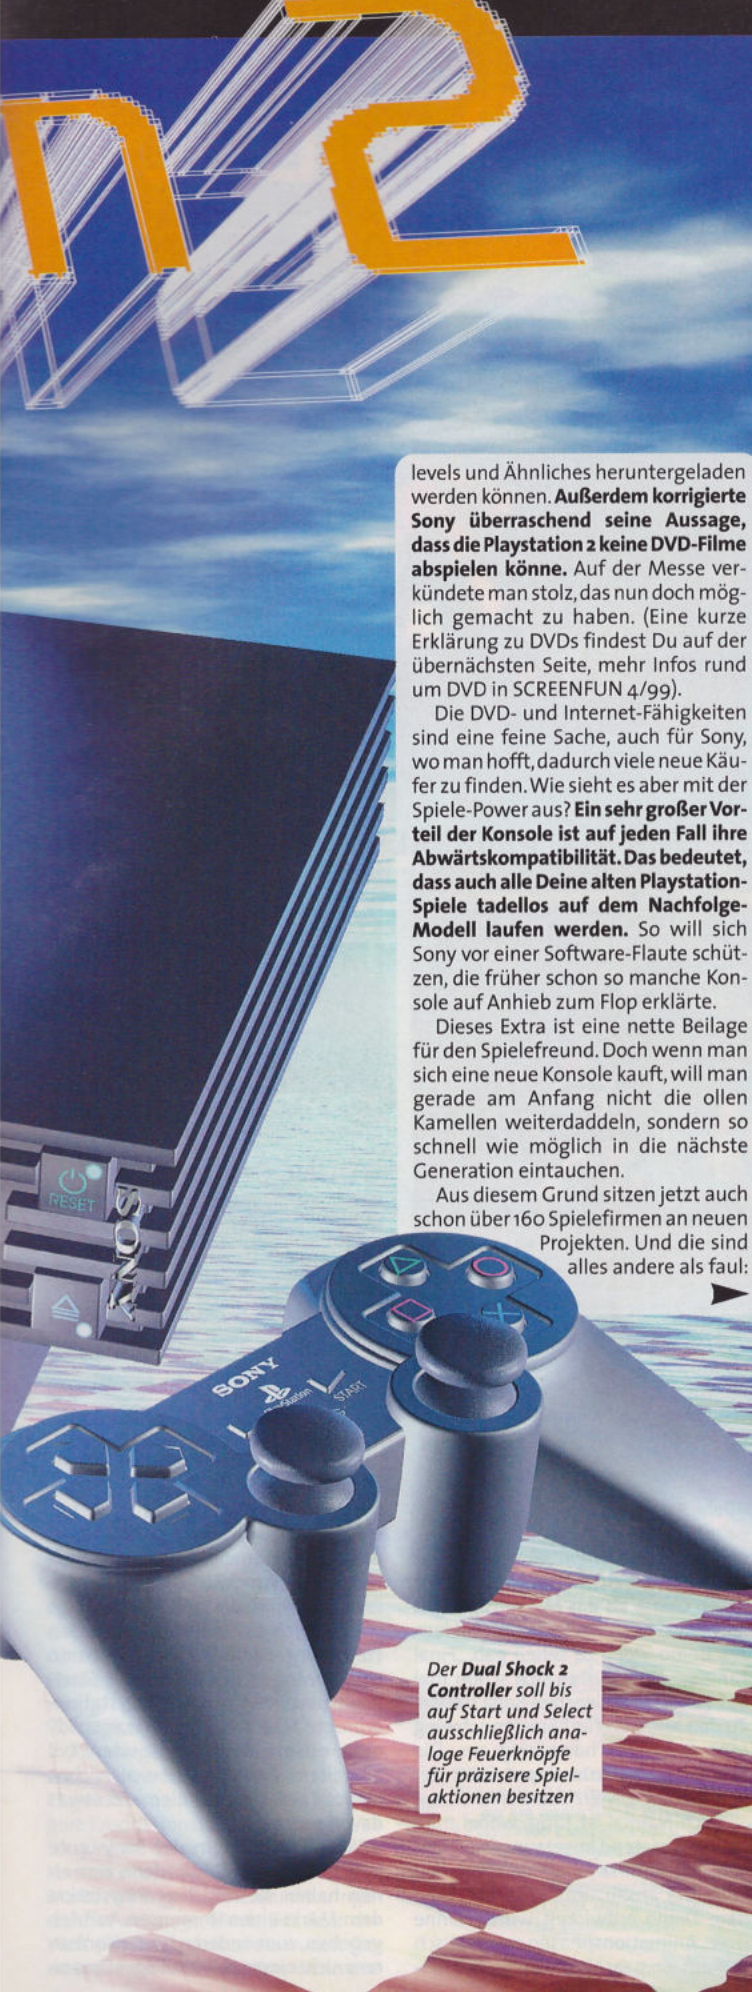 n 2
levels und Ähnliches heruntergeladen
werden können. Außerdem korrigierte
Sony überraschend seine Aussage,
dass die Playstation 2 keine DVD-Filme
abspielen könne. Auf der Messe ver-
kündete man stolz, das nun doch mög-
lich gemacht zu haben. (Eine kurze
Erklärung zu DVDs findest Du auf der
übernächsten Seite, mehr Infos rund
um DVD in SCREENFUN 4/99).
Die DVD- und Internet-Fähigkeiten
sind eine feine Sache, auch für Sony,
wo man hofft, dadurch viele neue Käu-
fer zu finden. Wie sieht es aber mit der
Spiele-Power aus? Ein sehr großer Vor-
teil der Konsole ist auf jeden Fall ihre
Abwärtskompatibilität. Das bedeutet,
dass auch alle Deine alten Playstation-
Spiele tadellos auf dem Nachfolge-
Modell laufen werden. So will sich
Sony vor einer Software-Flaute schüt-
zen, die früher schon so manche Kon-
sole auf Anhieb zum Flop erklärte.
Dieses Extra ist eine nette Beilage
für den Spielefreund. Doch wenn man
sich eine neue Konsole kauft, will man
gerade am Anfang nicht die ollen
Kamellen weiterdaddeln, sondern so
schnell wie möglich in die nächste
Generation eintauchen.
Aus diesem Grund sitzen jetzt auch
schon über 160 Spielefirmen an neuen
Projekten. Und die sind
alles andere als faul:
RESET
SONY
SONY
START
Der Dual Shock 2
Controller soll bis
auf Start und Select
ausschließlich ana-
loge Feuerknöpfe
für präzisere Spiel-
aktionen besitzen